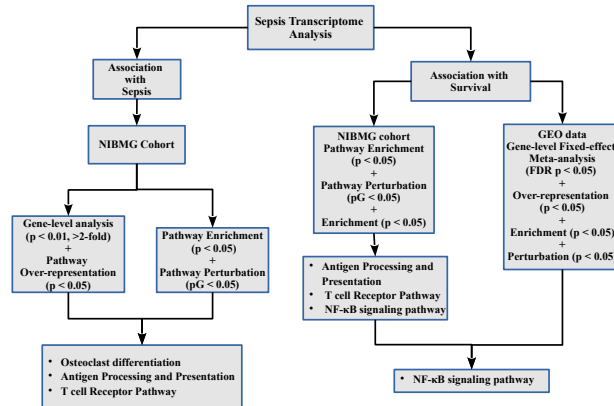 Sepsis Transcriptome
Analysis
Association
with
Sepsis
Association with
Survival
NIBMG Cohort
NIBMG cohort
Pathway Enrichment
(p < 0.05)
+
Pathway Perturbation
(pG < 0.05)
+
Enrichment (p < 0.05)
GEO data
Gene-level Fixed-effect
Meta-analysis
(FDR p < 0.05)
+
Over-representation
(p < 0.05)
+
Enrichment (p < 0.05)
+
Perturbation (p < 0.05)
Gene-level analysis
(p < 0.01, >2-fold)
+
Pathway
Over-representation
(p < 0.05)
Pathway Enrichment
(p < 0.05)
+
Pathway Perturbation
(pG < 0.05)
• Antigen Processing and
Presentation
• T cell Receptor Pathway
• NF-κB signaling pathway
• Osteoclast differentiation
• Antigen Processing and Presentation
• T cell Receptor Pathway
• NF-κB signaling pathway